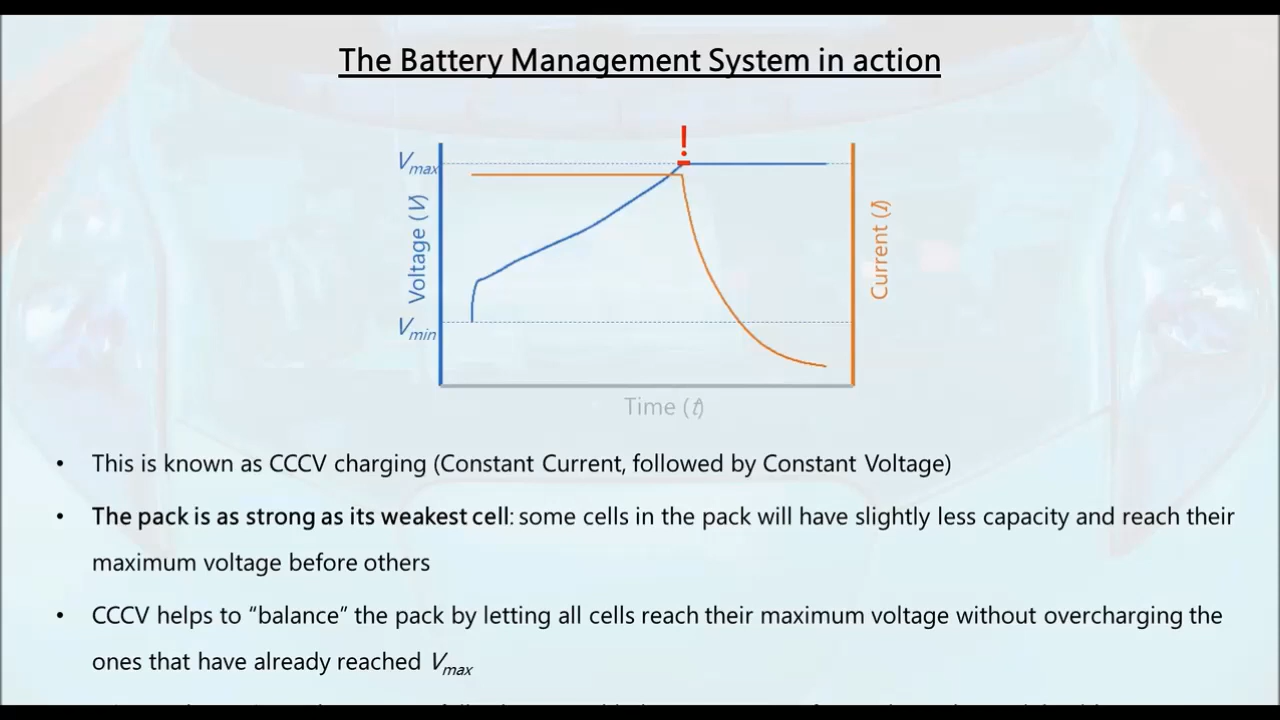 The Battery Management System in action
!
Vmax
Voltage (V)
Current (I)
Vmin
Time (t)
• This is known as CCCV charging (Constant Current, followed by Constant Voltage)
• The pack is as strong as its weakest cell: some cells in the pack will have slightly less capacity and reach their
maximum voltage before others
• CCCV helps to “balance” the pack by letting all cells reach their maximum voltage without overcharging the
ones that have already reached Vmax